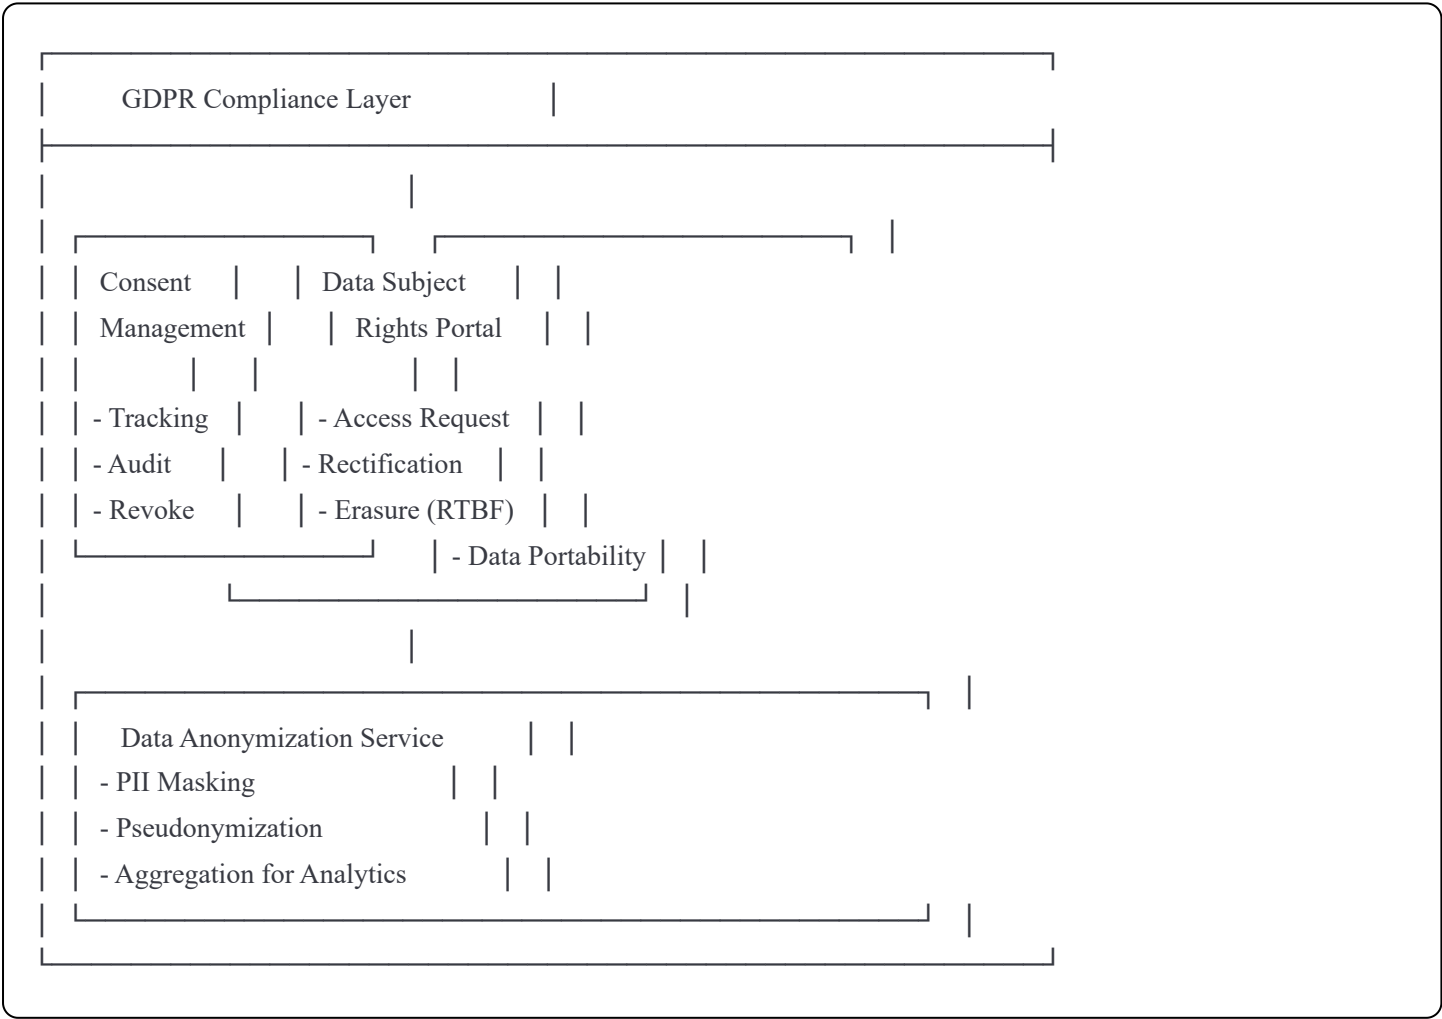 GDPR Compliance Layer
Consent Data Subject
Management Rights Portal
- Tracking - Access Request
- Audit - Rectification
- Revoke - Erasure (RTBF)
- Data Portability
Data Anonymization Service
- PII Masking
- Pseudonymization
- Aggregation for Analytics